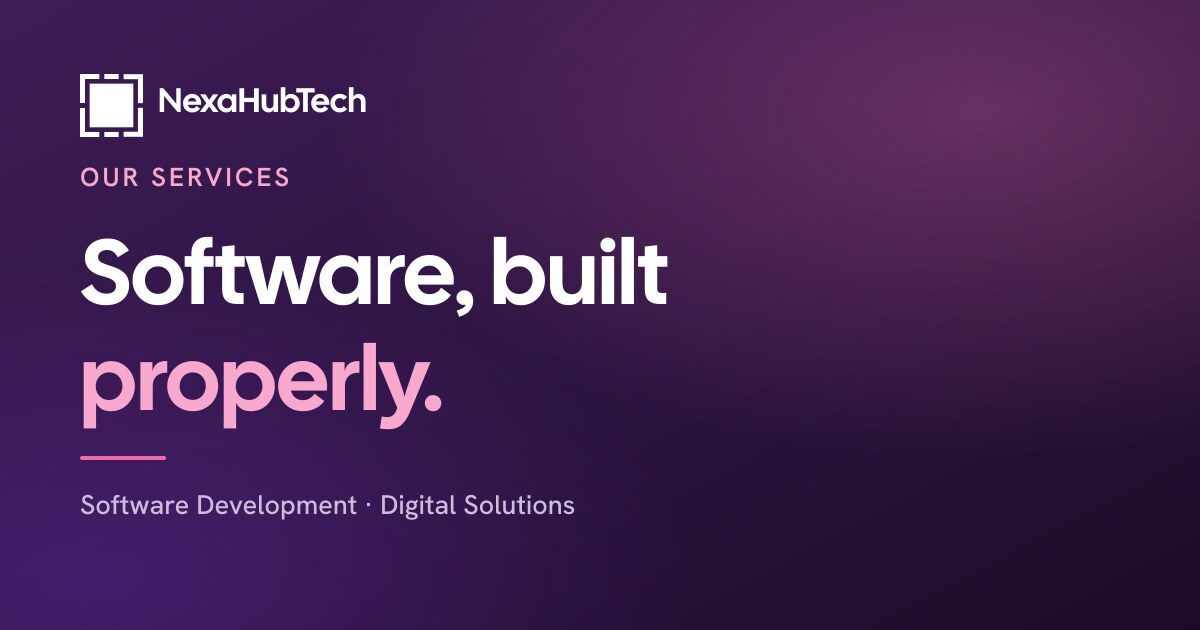 NexaHubTech
OUR SERVICES
Software, built
properly.
Software Development · Digital Solutions